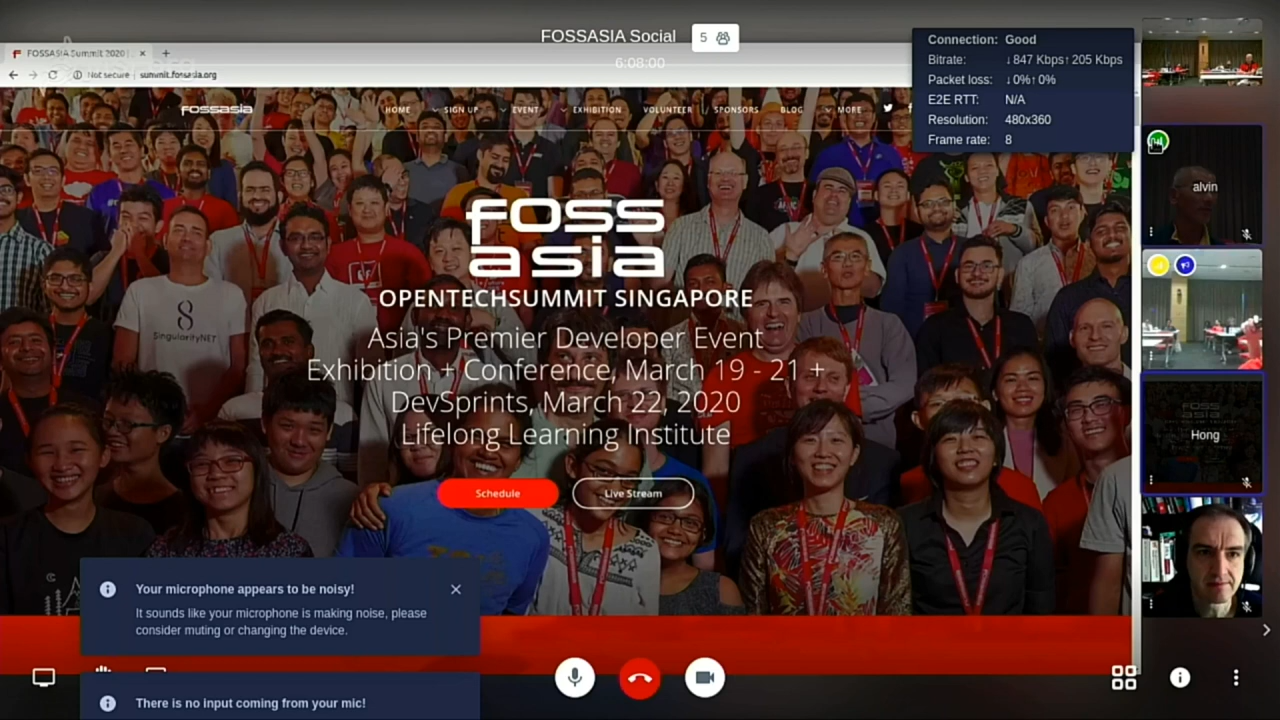 FOSSASIA Social
5
6:08:00
FOSSASIA Summit 2020 |
Not secure | summit.fossasia.org
Connection: Good
Bitrate: ↓847 Kbps↑ 205 Kbps
Packet loss: ↓0%↑ 0%
E2E RTT: N/A
Resolution: 480x360
Frame rate: 8
fossasia
HOME
SIGN UP
EVENT
EXHIBITION
VOLUNTEER
SPONSORS
BLOG
MORE
alvin
foss
asia
OPENTECHSUMMIT SINGAPORE
Asia's Premier Developer Event
Exhibition + Conference, March 19 - 21 +
DevSprints, March 22, 2020
Lifelong Learning Institute
SingularityNET
Schedule
Live Stream
FOSS
asia
Hong
Your microphone appears to be noisy!
It sounds like your microphone is making noise, please
consider muting or changing the device.
There is no input coming from your mic!